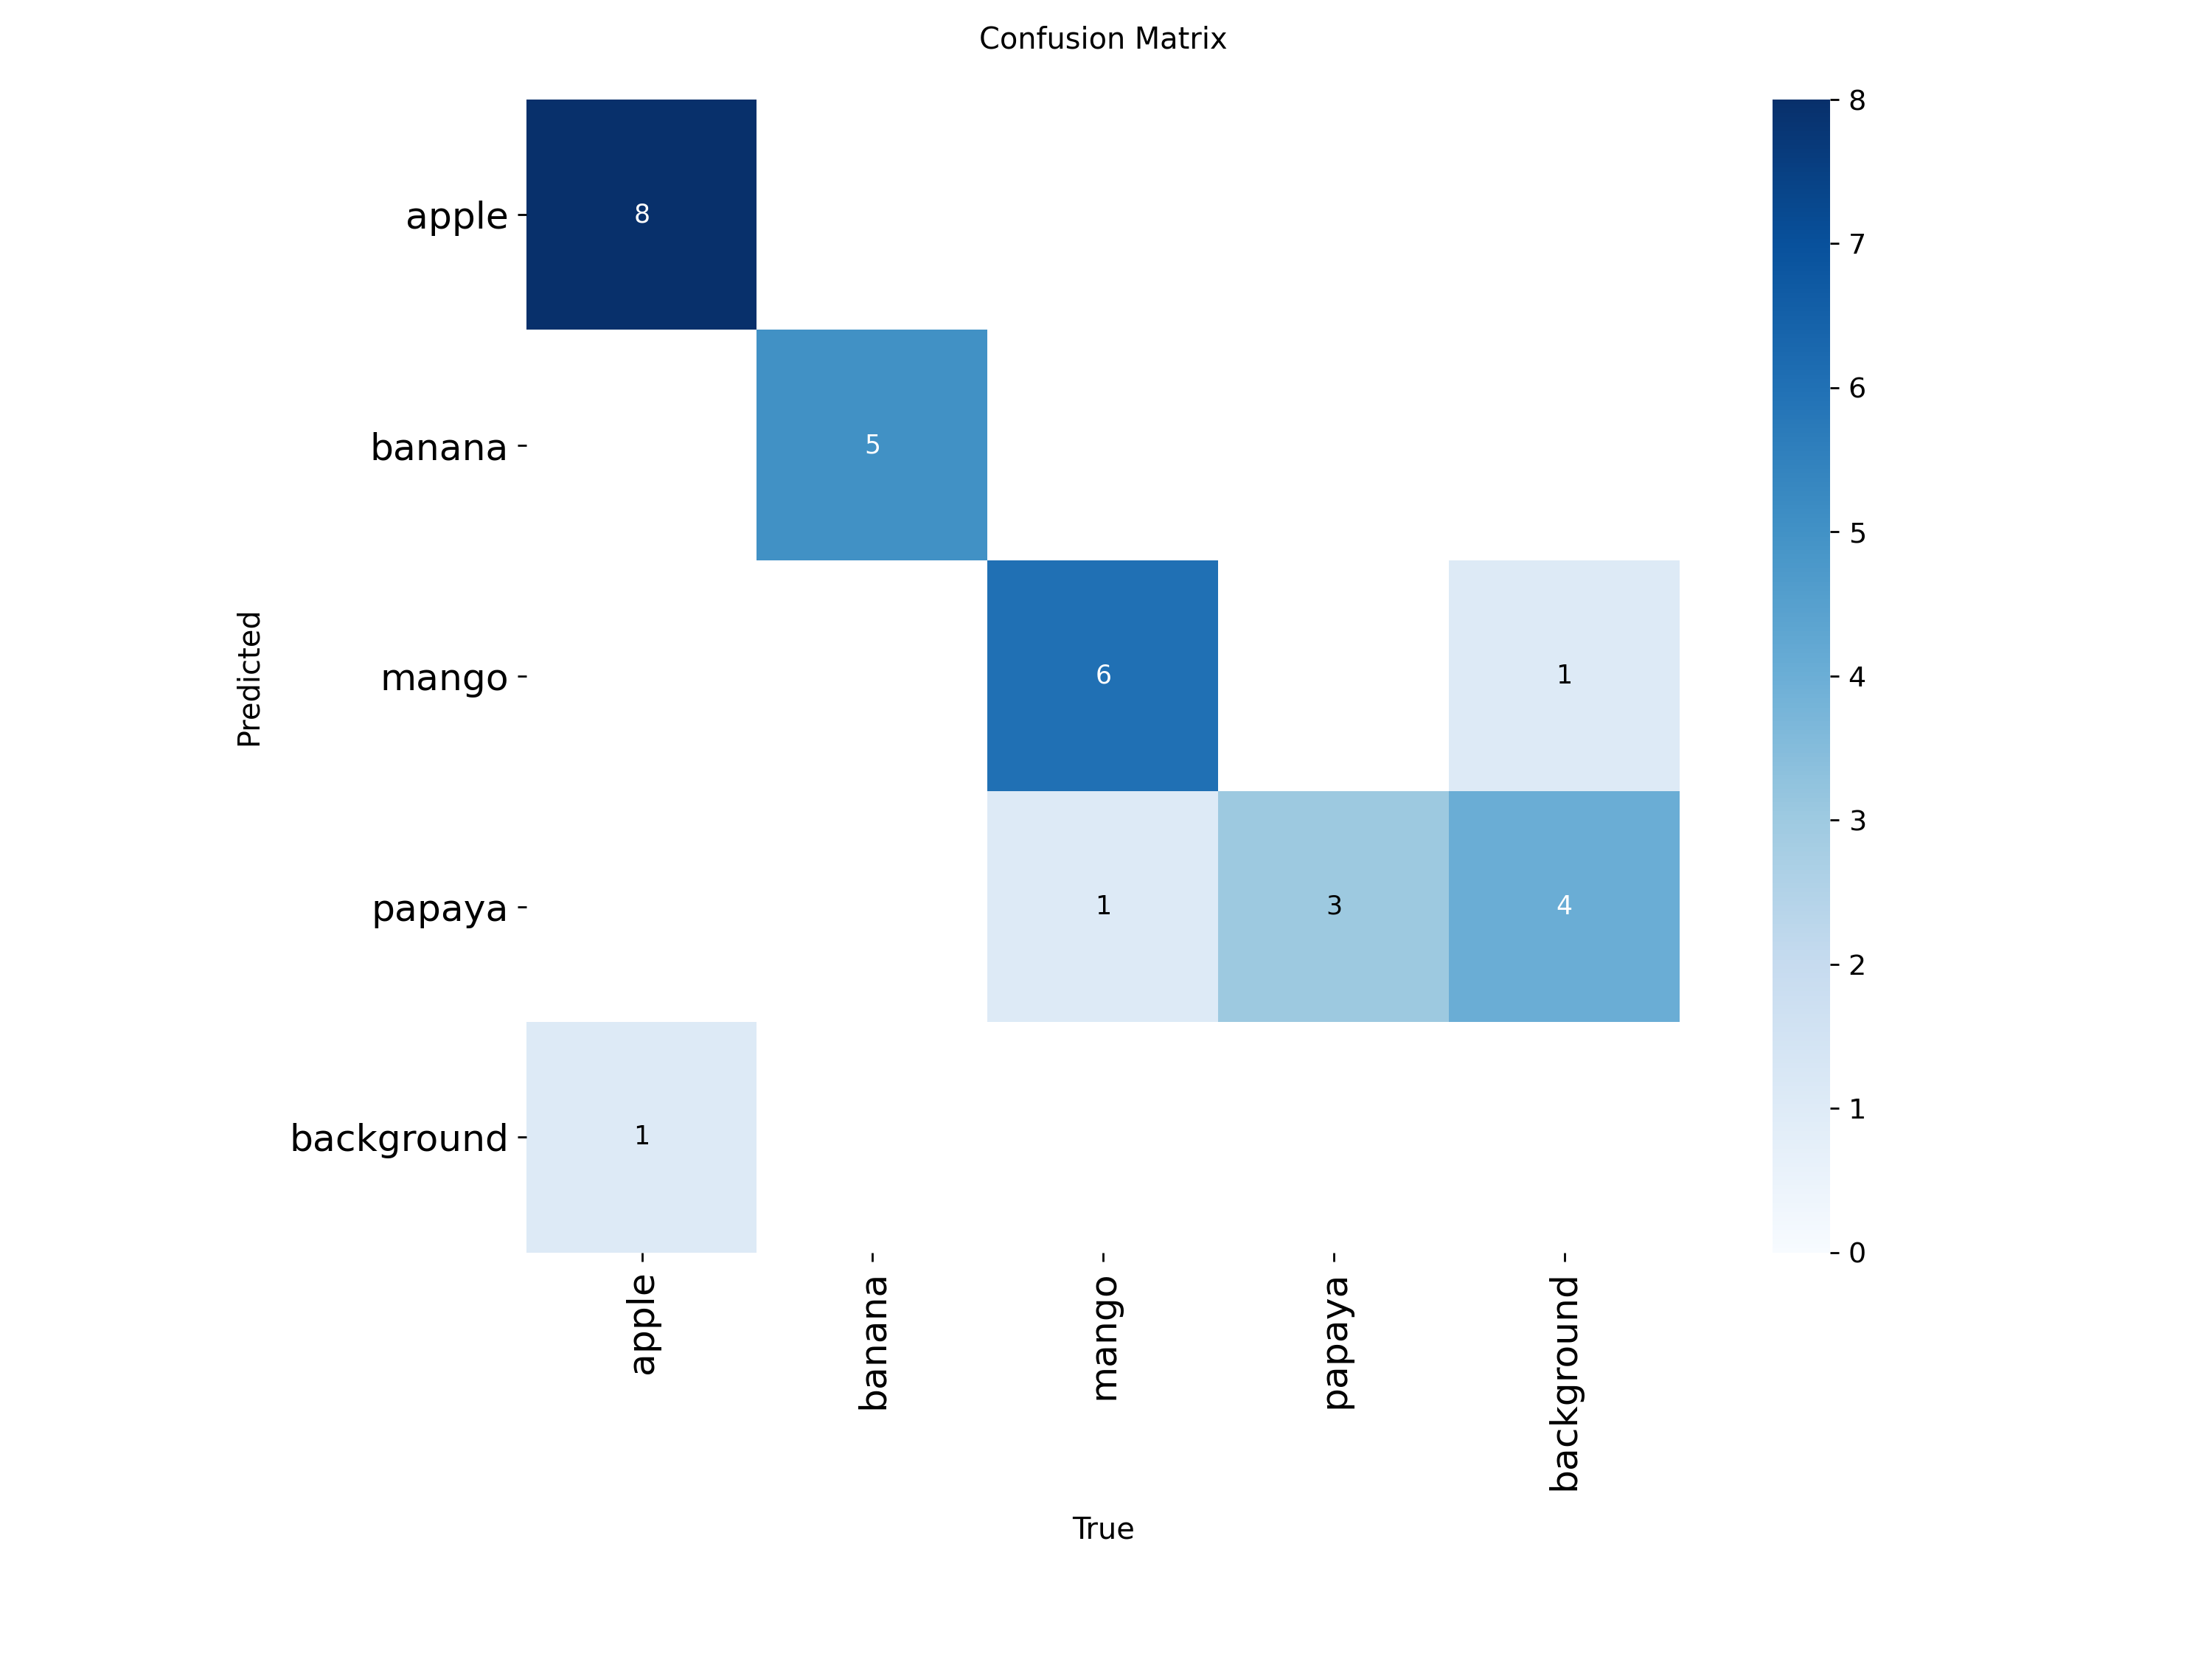 Confusion Matrix
8
7
6
5
4
3
2
1
0
Predicted
apple
banana
mango
papaya
background
8
5
6
1
1
3
4
1
apple
banana
mango
papaya
background
True